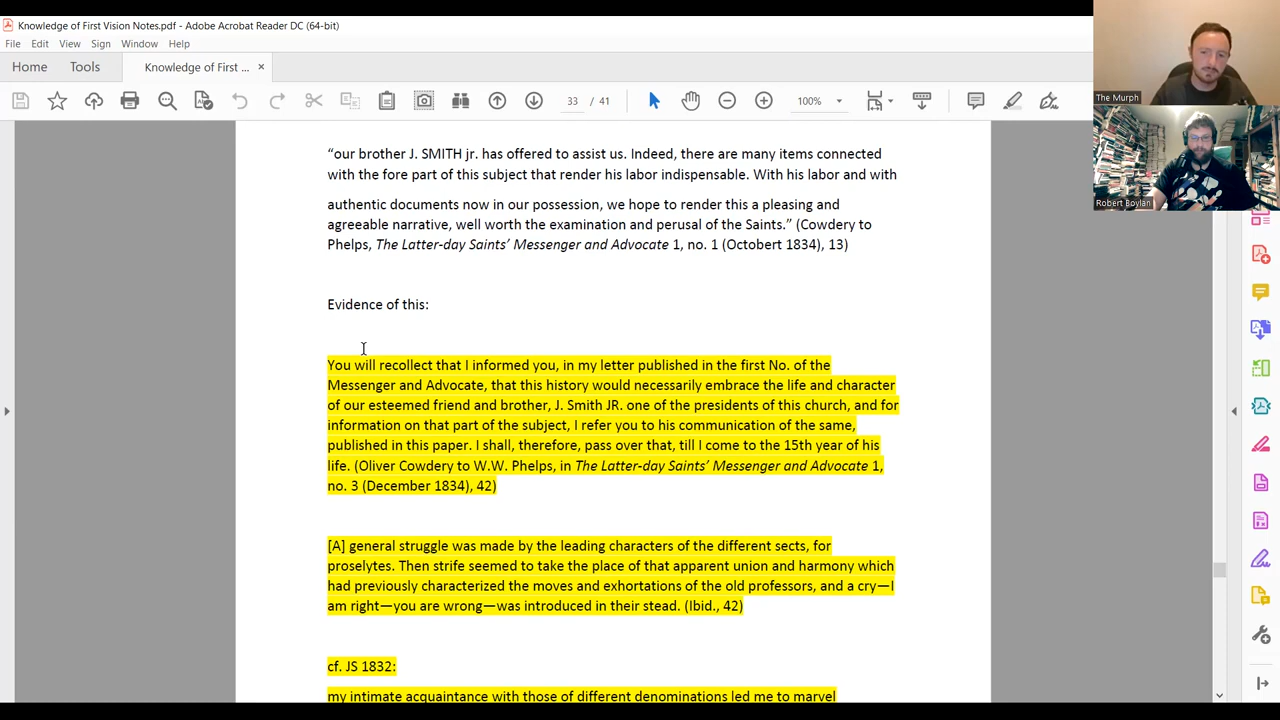 Knowledge of First Vision Notes.pdf - Adobe Acrobat Reader DC (64-bit)
File Edit View Sign Window Help
Home Tools Knowledge of First ... ×
33 / 41 100%
The Murph
Robert Boylan
“our brother J. SMITH jr. has offered to assist us. Indeed, there are many items connected
with the fore part of this subject that render his labor indispensable. With his labor and with
authentic documents now in our possession, we hope to render this a pleasing and
agreeable narrative, well worth the examination and perusal of the Saints.” (Cowdery to
Phelps, The Latter-day Saints’ Messenger and Advocate 1, no. 1 (Octobert 1834), 13)
Evidence of this:
You will recollect that I informed you, in my letter published in the first No. of the
Messenger and Advocate, that this history would necessarily embrace the life and character
of our esteemed friend and brother, J. Smith JR. one of the presidents of this church, and for
information on that part of the subject, I refer you to his communication of the same,
published in this paper. I shall, therefore, pass over that, till I come to the 15th year of his
life. (Oliver Cowdery to W.W. Phelps, in The Latter-day Saints’ Messenger and Advocate 1,
no. 3 (December 1834), 42)
[A] general struggle was made by the leading characters of the different sects, for
proselytes. Then strife seemed to take the place of that apparent union and harmony which
had previously characterized the moves and exhortations of the old professors, and a cry—I
am right—you are wrong—was introduced in their stead. (Ibid., 42)
cf. JS 1832:
my intimate acquaintance with those of different denominations led me to marvel